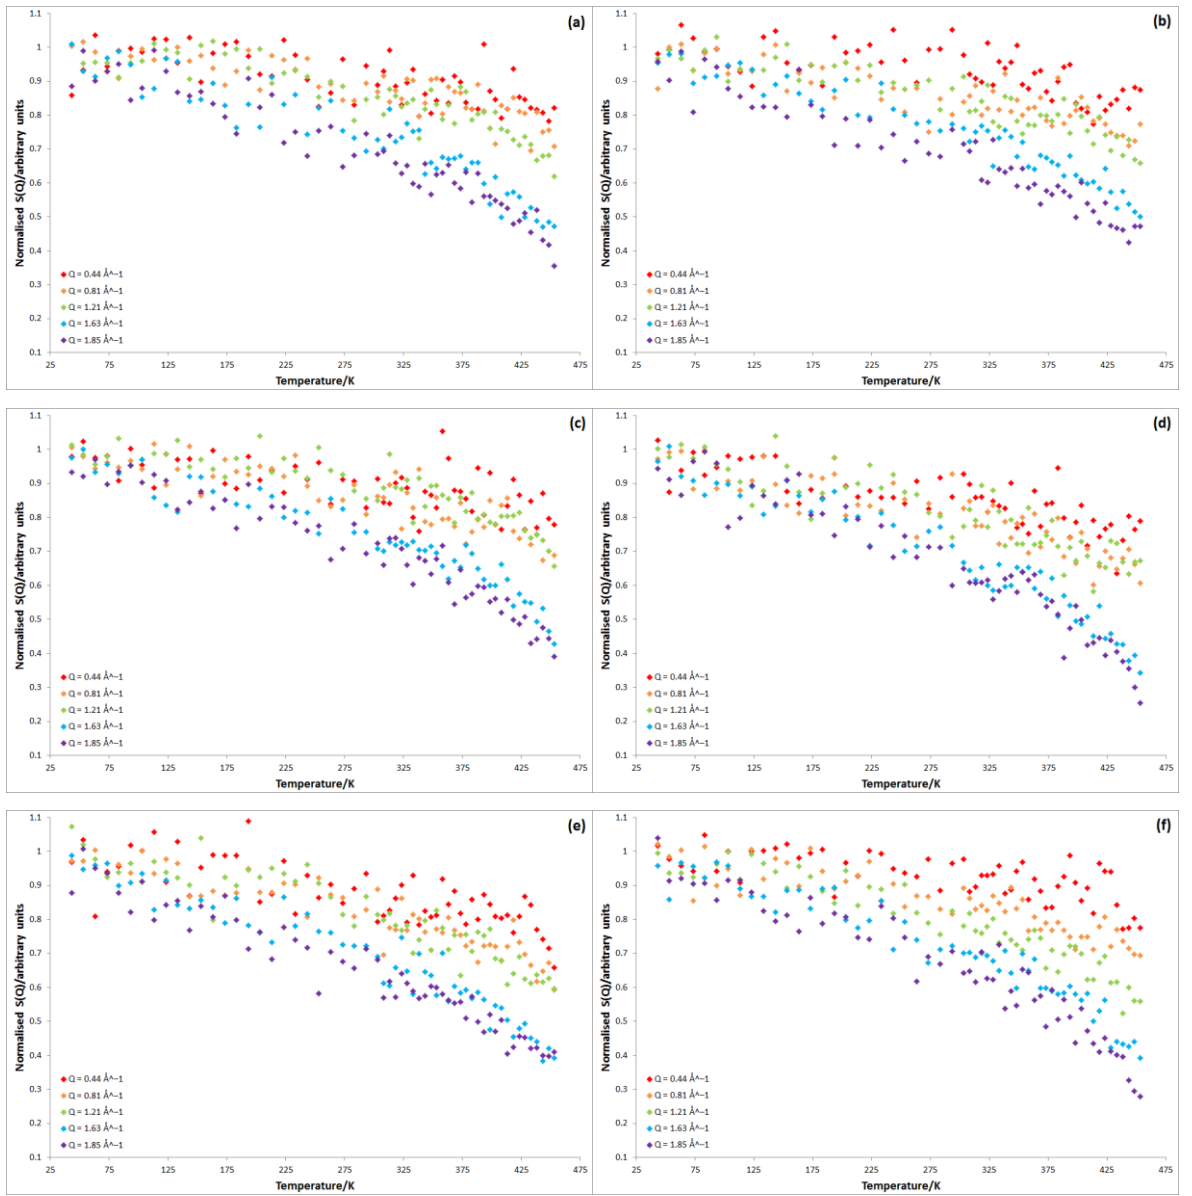 (a)
Normalised S(Q)/arbitrary units
1.1
1
0.9
0.8
0.7
0.6
0.5
0.4
0.3
0.2
0.1
Q = 0.44 Å^−1
Q = 0.81 Å^−1
Q = 1.21 Å^−1
Q = 1.63 Å^−1
Q = 1.85 Å^−1
25 75 125 175 225 275 325 375 425 475
Temperature/K
(b)
Normalised S(Q)/arbitrary units
1.1
1
0.9
0.8
0.7
0.6
0.5
0.4
0.3
0.2
0.1
Q = 0.44 Å^−1
Q = 0.81 Å^−1
Q = 1.21 Å^−1
Q = 1.63 Å^−1
Q = 1.85 Å^−1
25 75 125 175 225 275 325 375 425 475
Temperature/K
(c)
Normalised S(Q)/arbitrary units
1.1
1
0.9
0.8
0.7
0.6
0.5
0.4
0.3
0.2
0.1
Q = 0.44 Å^−1
Q = 0.81 Å^−1
Q = 1.21 Å^−1
Q = 1.63 Å^−1
Q = 1.85 Å^−1
25 75 125 175 225 275 325 375 425 475
Temperature/K
(d)
Normalised S(Q)/arbitrary units
1.1
1
0.9
0.8
0.7
0.6
0.5
0.4
0.3
0.2
0.1
Q = 0.44 Å^−1
Q = 0.81 Å^−1
Q = 1.21 Å^−1
Q = 1.63 Å^−1
Q = 1.85 Å^−1
25 75 125 175 225 275 325 375 425 475
Temperature/K
(e)
Normalised S(Q)/arbitrary units
1.1
1
0.9
0.8
0.7
0.6
0.5
0.4
0.3
0.2
0.1
Q = 0.44 Å^−1
Q = 0.81 Å^−1
Q = 1.21 Å^−1
Q = 1.63 Å^−1
Q = 1.85 Å^−1
25 75 125 175 225 275 325 375 425 475
Temperature/K
(f)
Normalised S(Q)/arbitrary units
1.1
1
0.9
0.8
0.7
0.6
0.5
0.4
0.3
0.2
0.1
Q = 0.44 Å^−1
Q = 0.81 Å^−1
Q = 1.21 Å^−1
Q = 1.63 Å^−1
Q = 1.85 Å^−1
25 75 125 175 225 275 325 375 425 475
Temperature/K